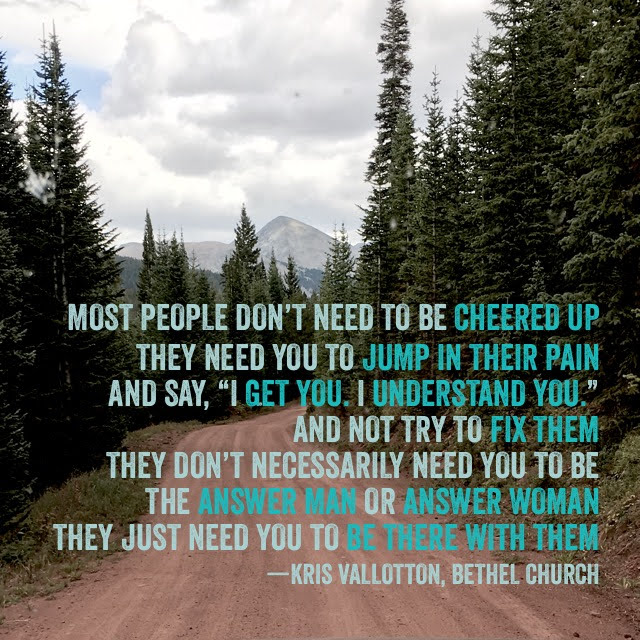 MOST PEOPLE DON'T NEED TO BE CHEERED UP
THEY NEED YOU TO JUMP IN THEIR PAIN
AND SAY, “I GET YOU. I UNDERSTAND YOU.”
AND NOT TRY TO FIX THEM
THEY DON'T NECESSARILY NEED YOU TO BE
THE ANSWER MAN OR ANSWER WOMAN
THEY JUST NEED YOU TO BE THERE WITH THEM
—KRIS VALLOTTON, BETHEL CHURCH